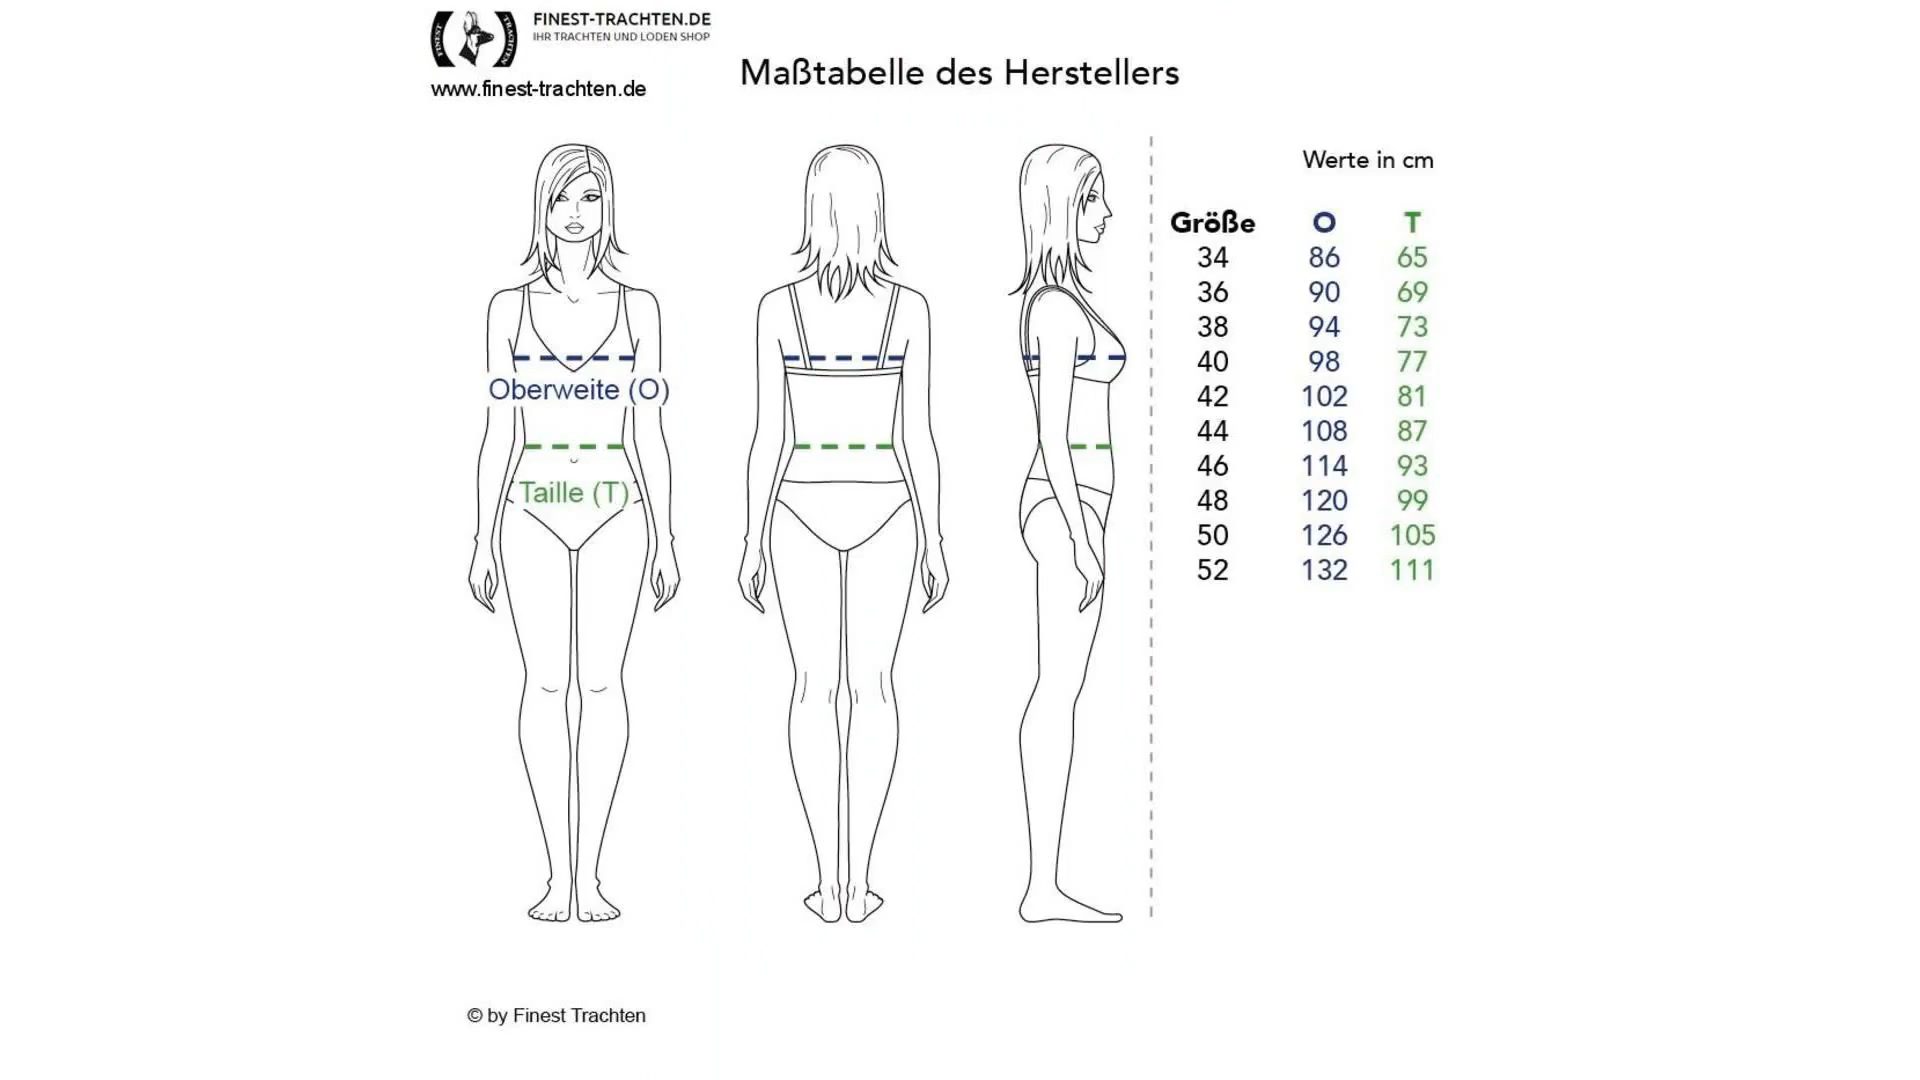 FINEST-TRACHTEN.DE
IHR TRACHTEN UND LODEN SHOP
FINEST
TRACHTEN
www.finest-trachten.de
Maßtabelle des Herstellers
Werte in cm
Größe O T
34 86 65
36 90 69
38 94 73
40 98 77
42 102 81
44 108 87
46 114 93
48 120 99
50 126 105
52 132 111
Oberweite (O)
Taille (T)
© by Finest Trachten